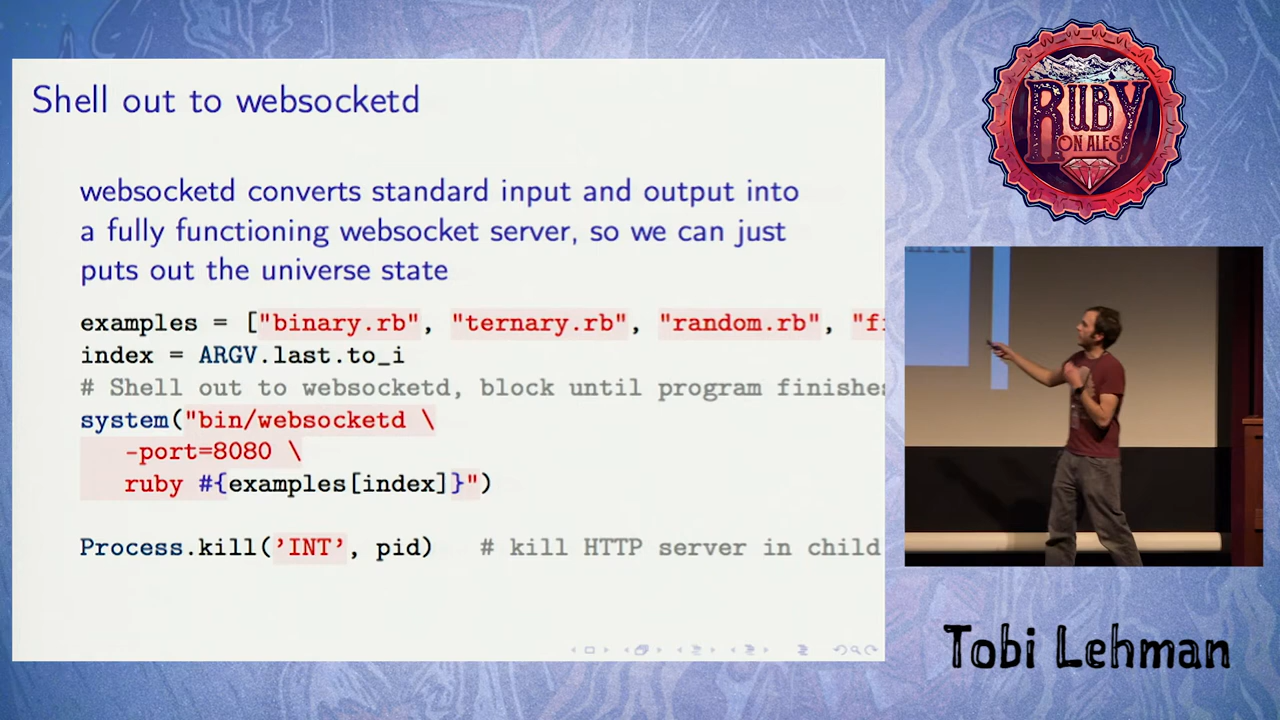 Shell out to websocketd
websocketd converts standard input and output into
a fully functioning websocket server, so we can just
puts out the universe state
examples = ["binary.rb", "ternary.rb", "random.rb", "fi
index = ARGV.last.to_i
# Shell out to websocketd, block until program finishes
system("bin/websocketd \
-port=8080 \
ruby #{examples[index]}")
Process.kill('INT', pid) # kill HTTP server in child
RUBY
ON ALES
Tobi Lehman